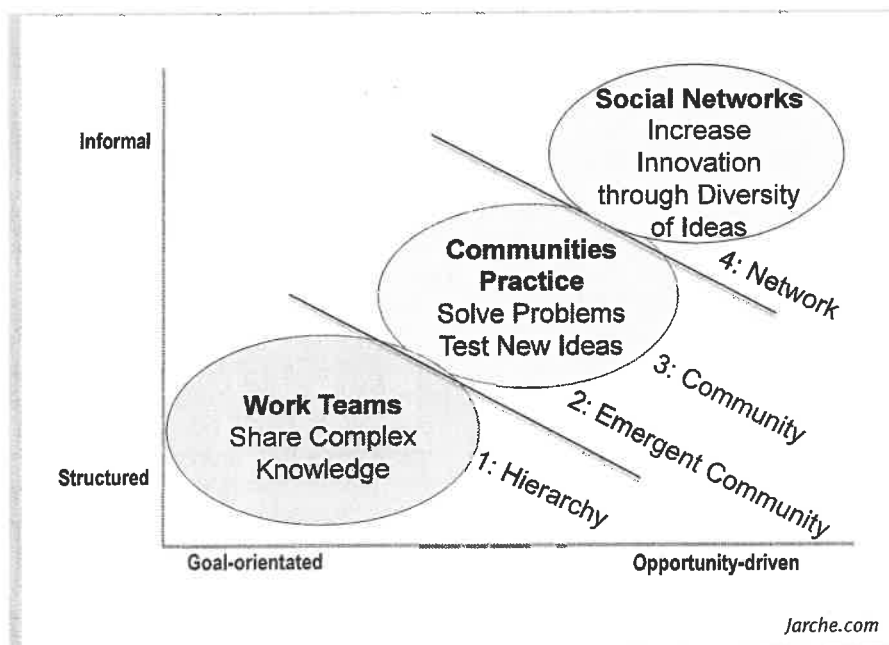 Social Networks
Increase
Innovation
through Diversity
of Ideas
Informal
Communities
Practice
Solve Problems
Test New Ideas
4: Network
3: Community
2: Emergent Community
Work Teams
Share Complex
Knowledge
1: Hierarchy
Structured
Goal-orientated
Opportunity-driven
Jarche.com